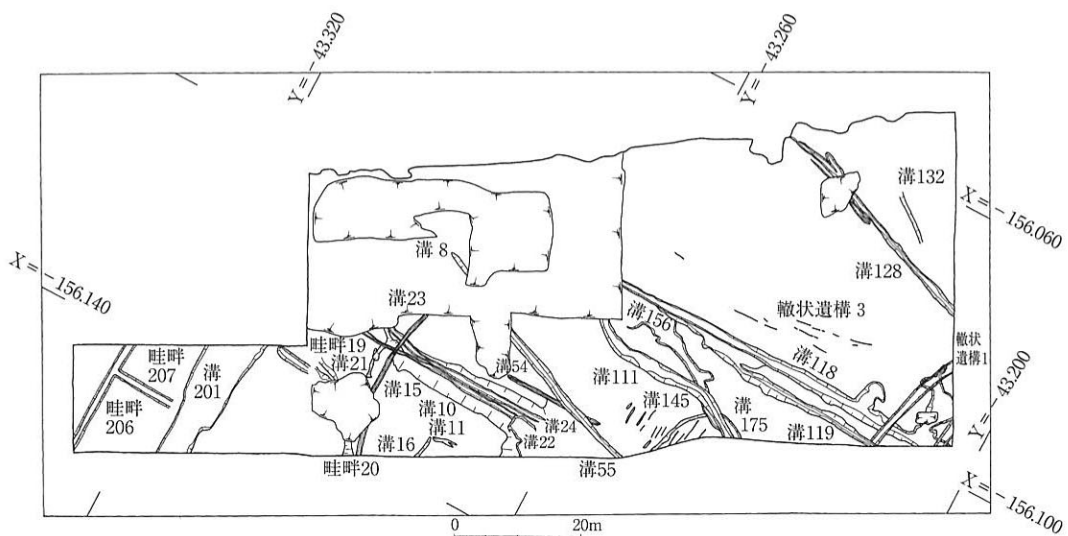 Y=-43.320
Y=-43.260
溝132
X=-156.060
溝8
溝128
X=-156.140
溝23
轍状遺構3
溝156
轍状
遺構1
畦畔19
溝21
溝54
溝118
畦畔
207
溝
201
溝15
溝111
Y=-43.200
溝10
溝145
畦畔
206
溝11
溝24
溝
175
溝22
溝119
溝16
畦畔20
溝55
X=-156.100
0
20m